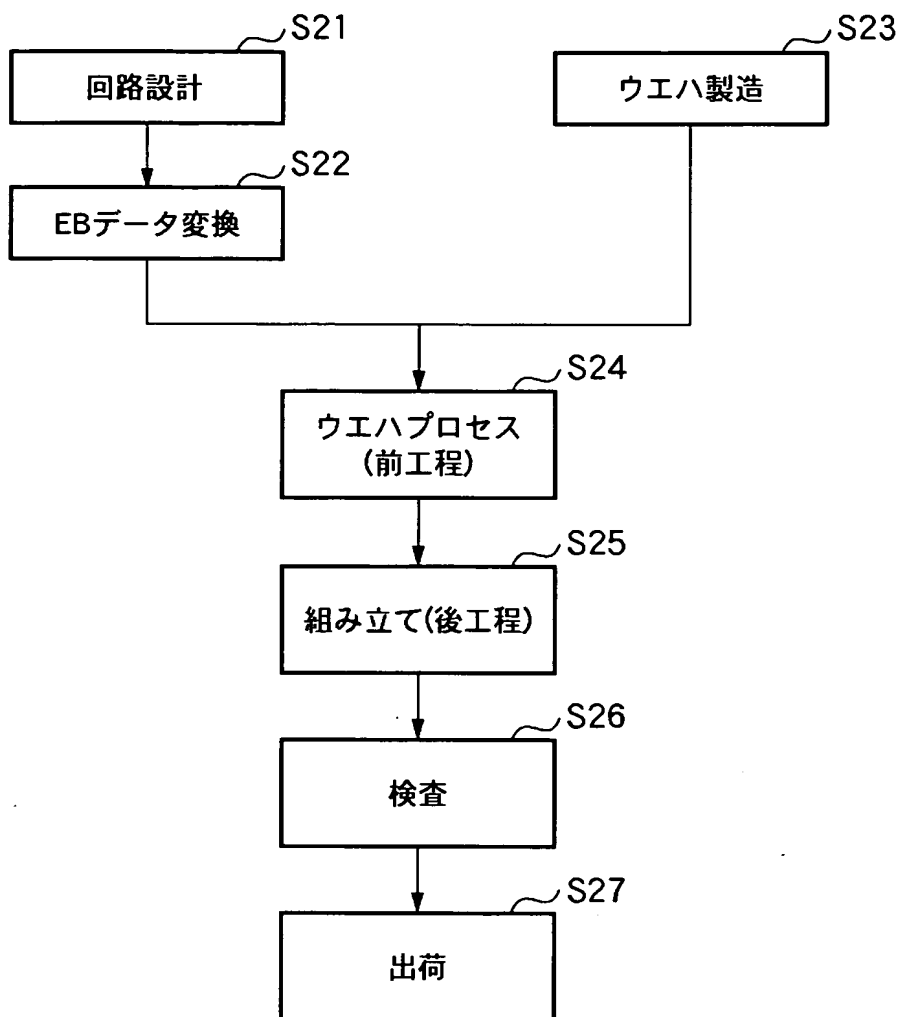 S21
回路設計
S23
ウエハ製造
S22
EBデータ変換
S24
ウエハプロセス
(前工程)
S25
組み立て(後工程)
S26
検査
S27
出荷